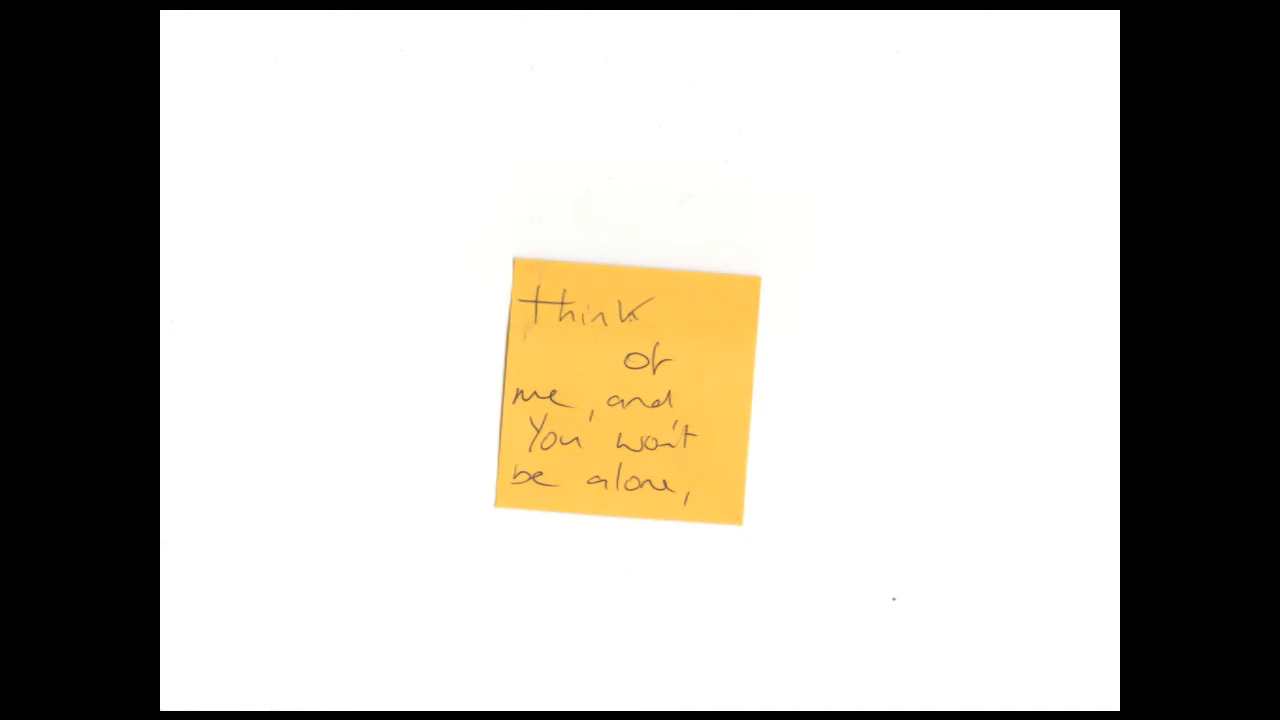 think
of
me, and
You won't
be alone,